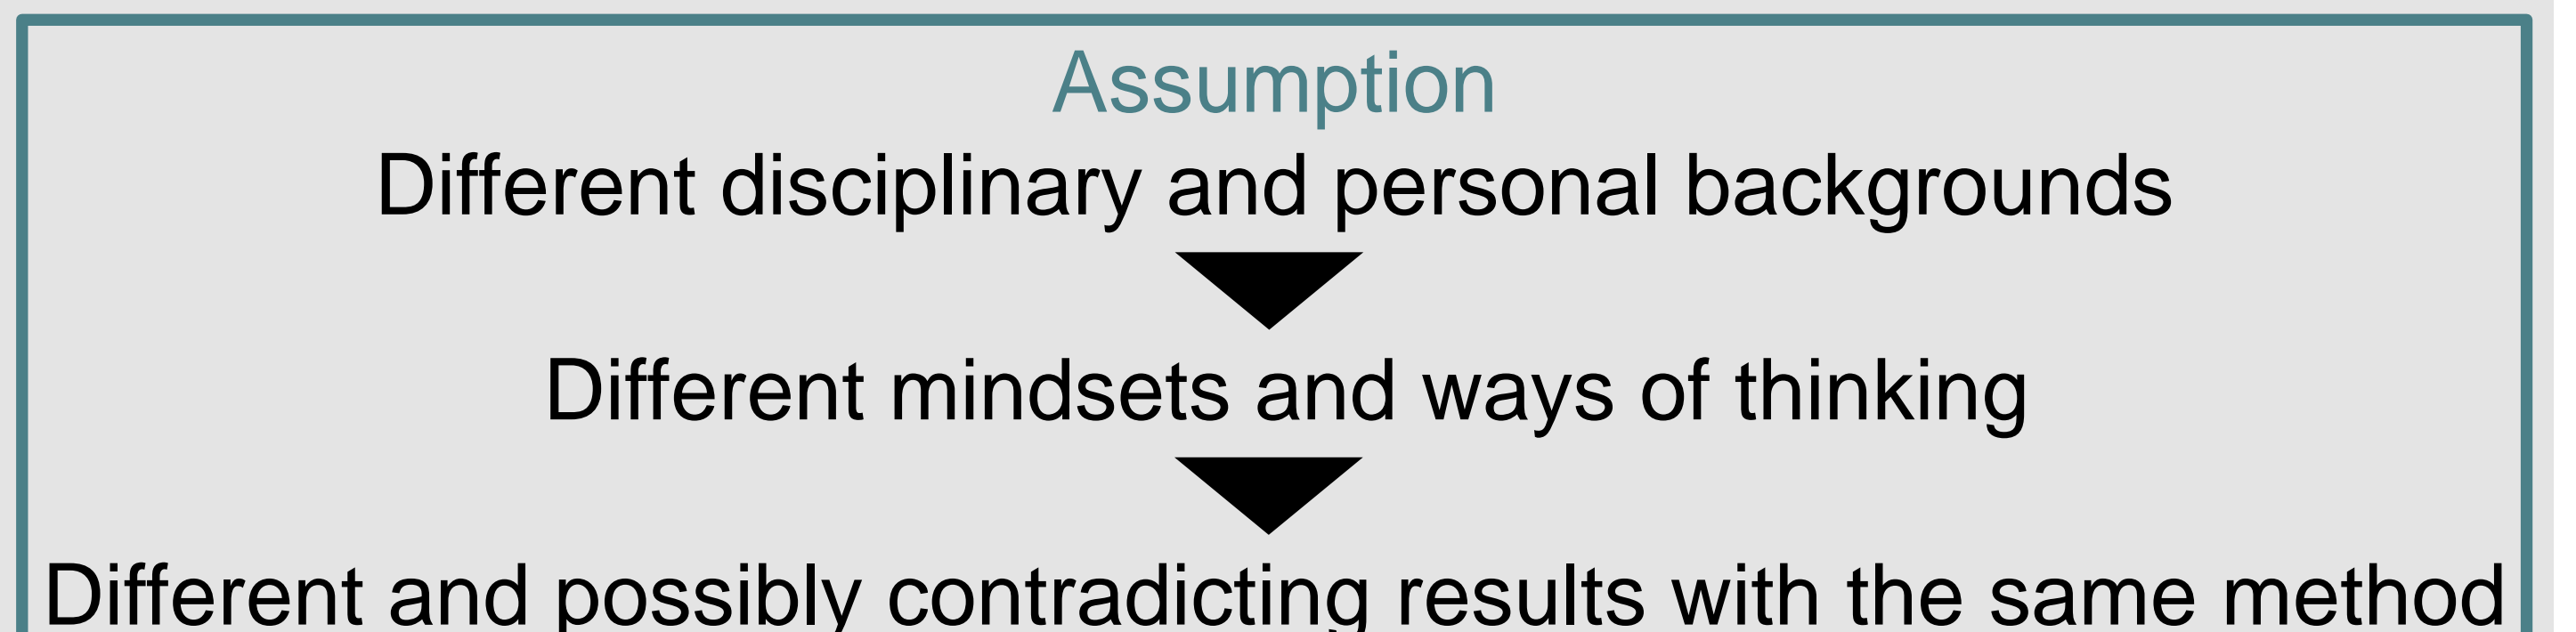 Assumption
Different disciplinary and personal backgrounds
Different mindsets and ways of thinking
Different and possibly contradicting results with the same method